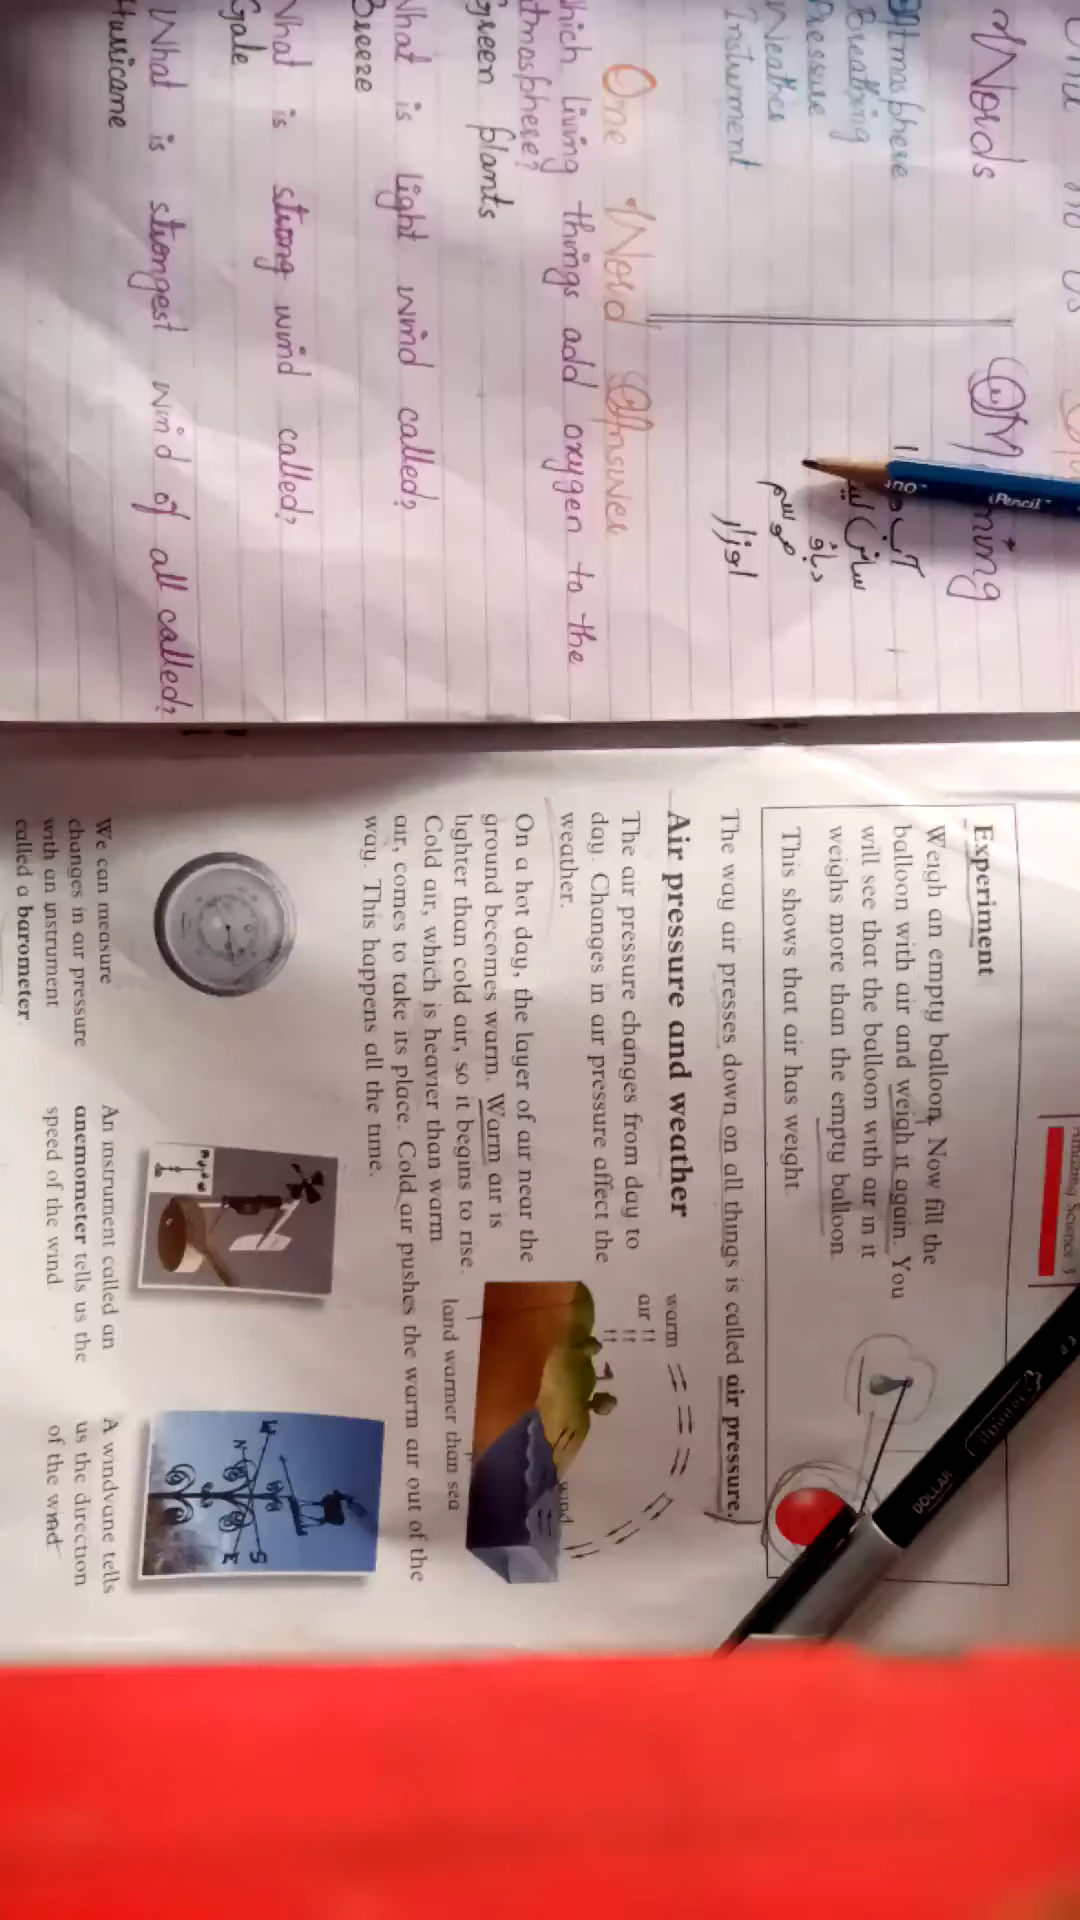 Words
Meaning
Atmosphere
Breathing
Pressure
دباؤ
Weather
موسم
Insturment
اوزار
One Word Answer
which living things add oxygen to the
atmosphere?
green plants
What is light wind called?
Breeze
What is strong wind called?
Gale
What is strongest wind of all called?
Hurricane
Amazing Science 3
Experiment
Weigh an empty balloon. Now fill the
balloon with air and weigh it again. You
will see that the balloon with air in it
weighs more than the empty balloon
This shows that air has weight.
The way air presses down on all things is called air pressure.
Air pressure and weather
The air pressure changes from day to
day. Changes in air pressure affect the
weather.
On a hot day, the layer of air near the
ground becomes warm. Warm air is
lighter than cold air, so it begins to rise.
Cold air, which is heavier than warm
air, comes to take its place. Cold air pushes the warm air out of the
way. This happens all the time.
warm
air
wind
land warmer than sea
We can measure
changes in air pressure
with an instrument
called a barometer.
An instrument called an
anemometer tells us the
speed of the wind
A windvane tells
us the direction
of the wind
W
N
S
E
Pencil
DOLLAR